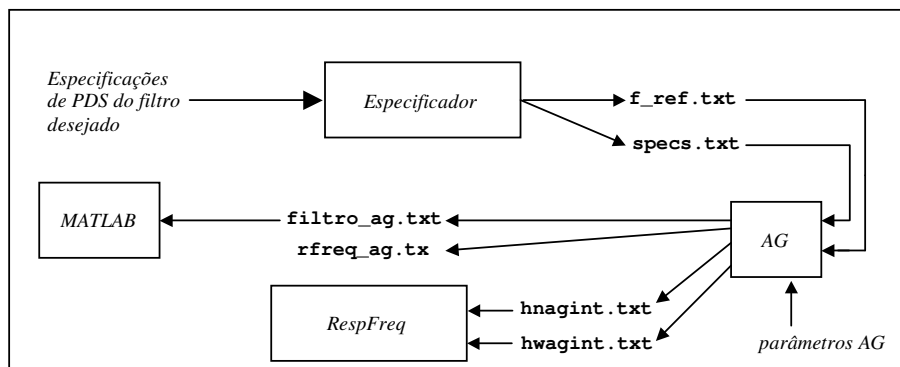 Especificações
de PDS do filtro
desejado
Especificador
f_ref.txt
specs.txt
MATLAB
filtro_ag.txt
rfreq_ag.tx
AG
RespFreq
hnagint.txt
hwagint.txt
parâmetros AG